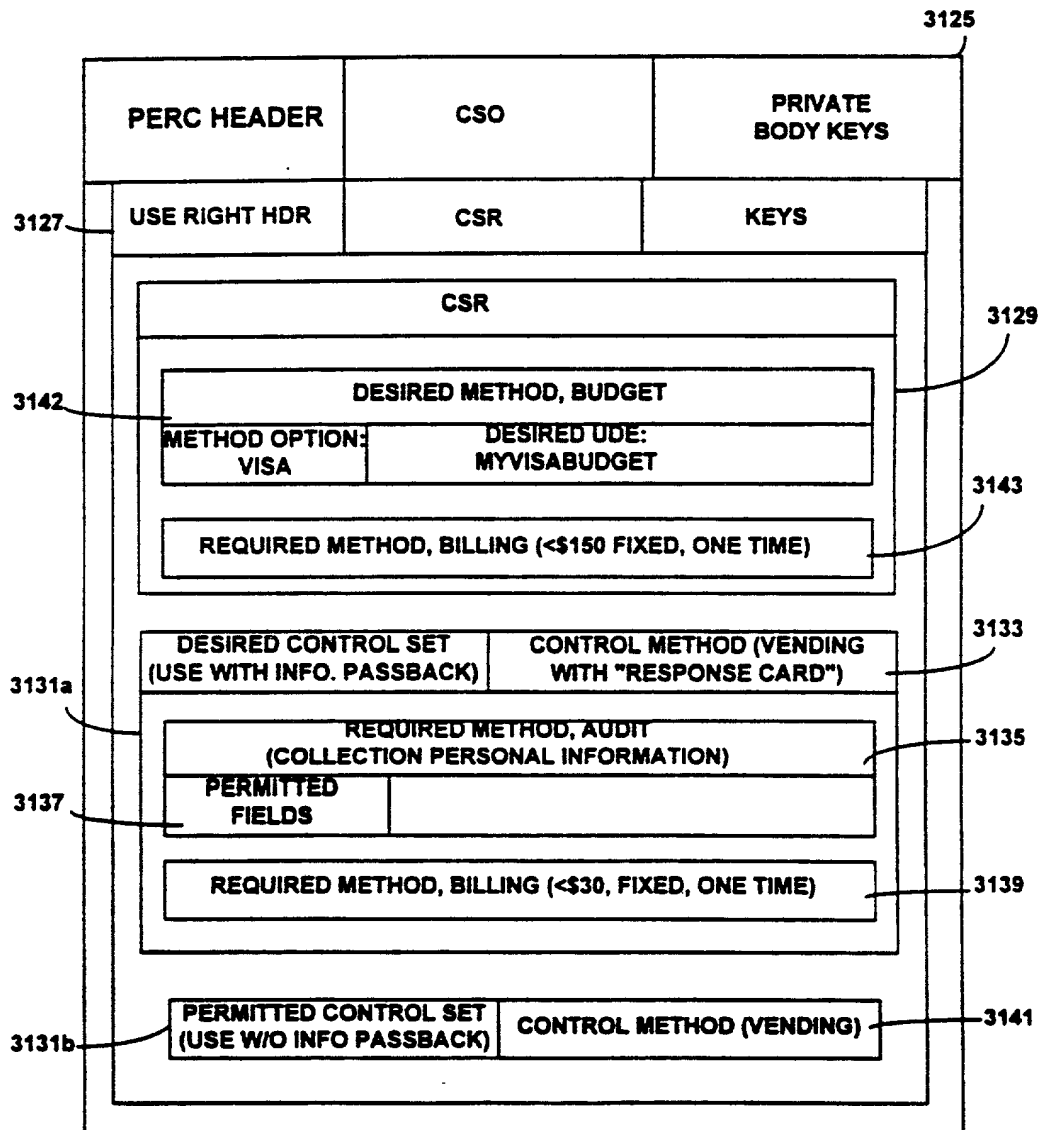 3125
PERC HEADER
CSO
PRIVATE
BODY KEYS
3127
USE RIGHT HDR
CSR
KEYS
CSR
3129
3142
DESIRED METHOD, BUDGET
METHOD OPTION:
VISA
DESIRED UDE:
MYVISABUDGET
3143
REQUIRED METHOD, BILLING (<$150 FIXED, ONE TIME)
3133
DESIRED CONTROL SET
(USE WITH INFO. PASSBACK)
CONTROL METHOD (VENDING
WITH "RESPONSE CARD")
3131a
REQUIRED METHOD, AUDIT
(COLLECTION PERSONAL INFORMATION)
3135
3137
PERMITTED
FIELDS
REQUIRED METHOD, BILLING (<$30, FIXED, ONE TIME)
3139
3131b
PERMITTED CONTROL SET
(USE W/O INFO PASSBACK)
CONTROL METHOD (VENDING)
3141